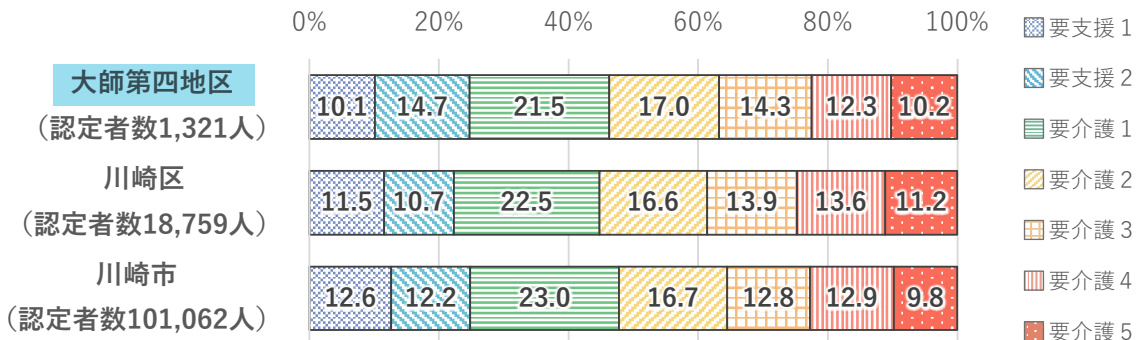 0% 20% 40% 60% 80% 100%
大師第四地区
（認定者数1,321人）
10.1 14.7 21.5 17.0 14.3 12.3 10.2
川崎区
（認定者数18,759人）
11.5 10.7 22.5 16.6 13.9 13.6 11.2
川崎市
（認定者数101,062人）
12.6 12.2 23.0 16.7 12.8 12.9 9.8
要支援１
要支援２
要介護１
要介護２
要介護３
要介護４
要介護５